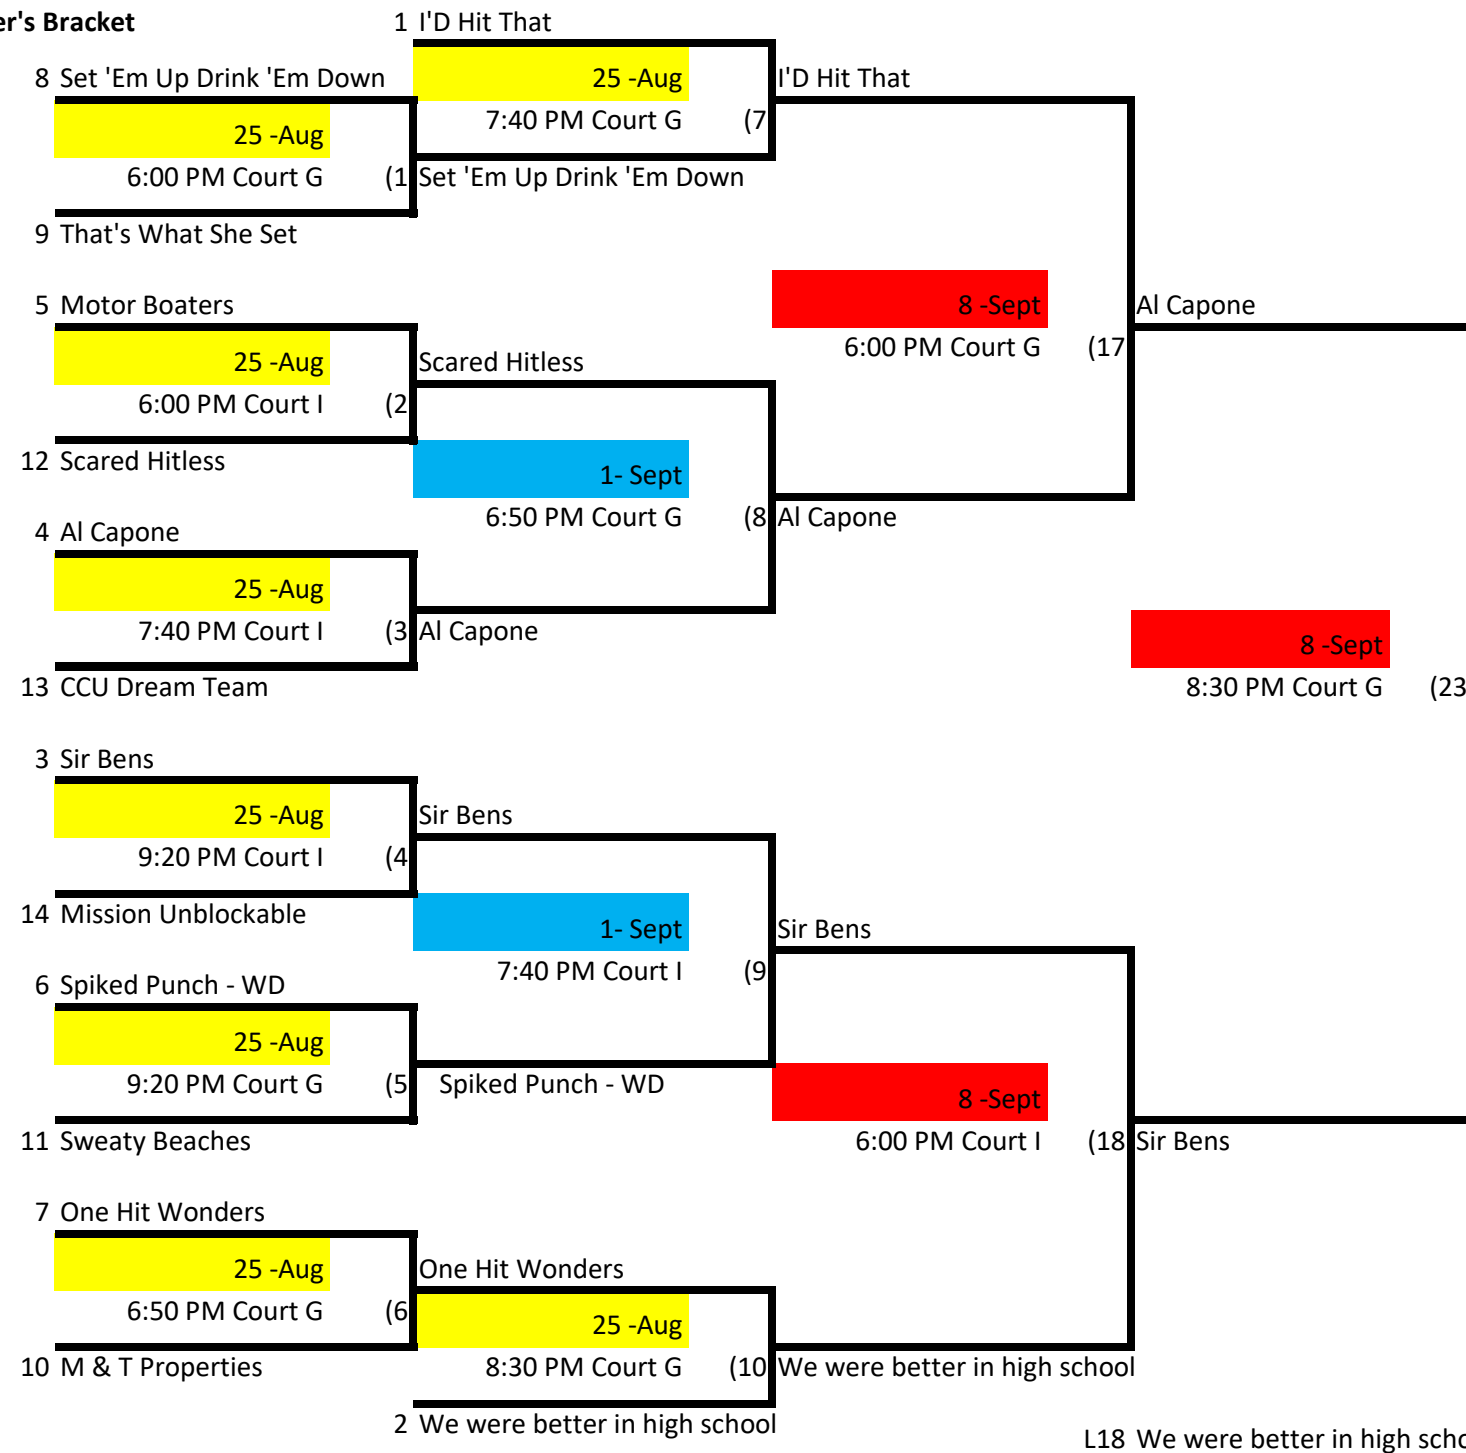 er's Bracket
1 I'D Hit That
8 Set 'Em Up Drink 'Em Down
25 -Aug
I'D Hit That
7:40 PM Court G (7
25 -Aug
6:00 PM Court G (1
Set 'Em Up Drink 'Em Down
9 That's What She Set
5 Motor Boaters
8 -Sept
Al Capone
6:00 PM Court G (17
25 -Aug
Scared Hitless
6:00 PM Court I (2
12 Scared Hitless
1- Sept
6:50 PM Court G (8
Al Capone
4 Al Capone
25 -Aug
7:40 PM Court I (3
Al Capone
8 -Sept
13 CCU Dream Team
8:30 PM Court G (23
3 Sir Bens
25 -Aug
Sir Bens
9:20 PM Court I (4
14 Mission Unblockable
1- Sept
Sir Bens
7:40 PM Court I (9
6 Spiked Punch - WD
25 -Aug
9:20 PM Court G (5
Spiked Punch - WD
8 -Sept
11 Sweaty Beaches
6:00 PM Court I (18
Sir Bens
7 One Hit Wonders
25 -Aug
One Hit Wonders
6:50 PM Court G (6
25 -Aug
10 M & T Properties
8:30 PM Court G (10
We were better in high school
2 We were better in high school
L18 We were better in high scho